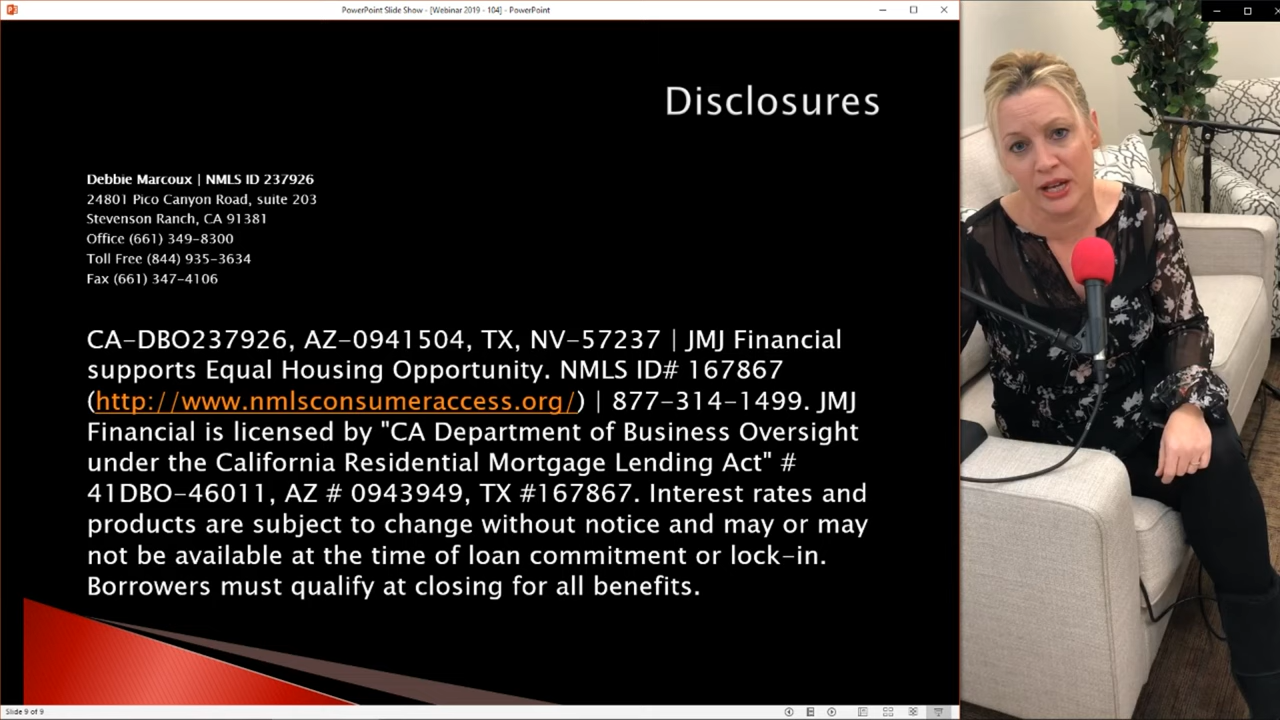 PowerPoint Slide Show - [Webinar 2019 - 104] - PowerPoint
Disclosures
Debbie Marcoux | NMLS ID 237926
24801 Pico Canyon Road, suite 203
Stevenson Ranch, CA 91381
Office (661) 349-8300
Toll Free (844) 935-3634
Fax (661) 347-4106
CA-DBO237926, AZ-0941504, TX, NV-57237 | JMJ Financial
supports Equal Housing Opportunity. NMLS ID# 167867
(http://www.nmlsconsumeraccess.org/) | 877-314-1499. JMJ
Financial is licensed by "CA Department of Business Oversight
under the California Residential Mortgage Lending Act" #
41DBO-46011, AZ # 0943949, TX #167867. Interest rates and
products are subject to change without notice and may or may
not be available at the time of loan commitment or lock-in.
Borrowers must qualify at closing for all benefits.
Slide 9 of 9